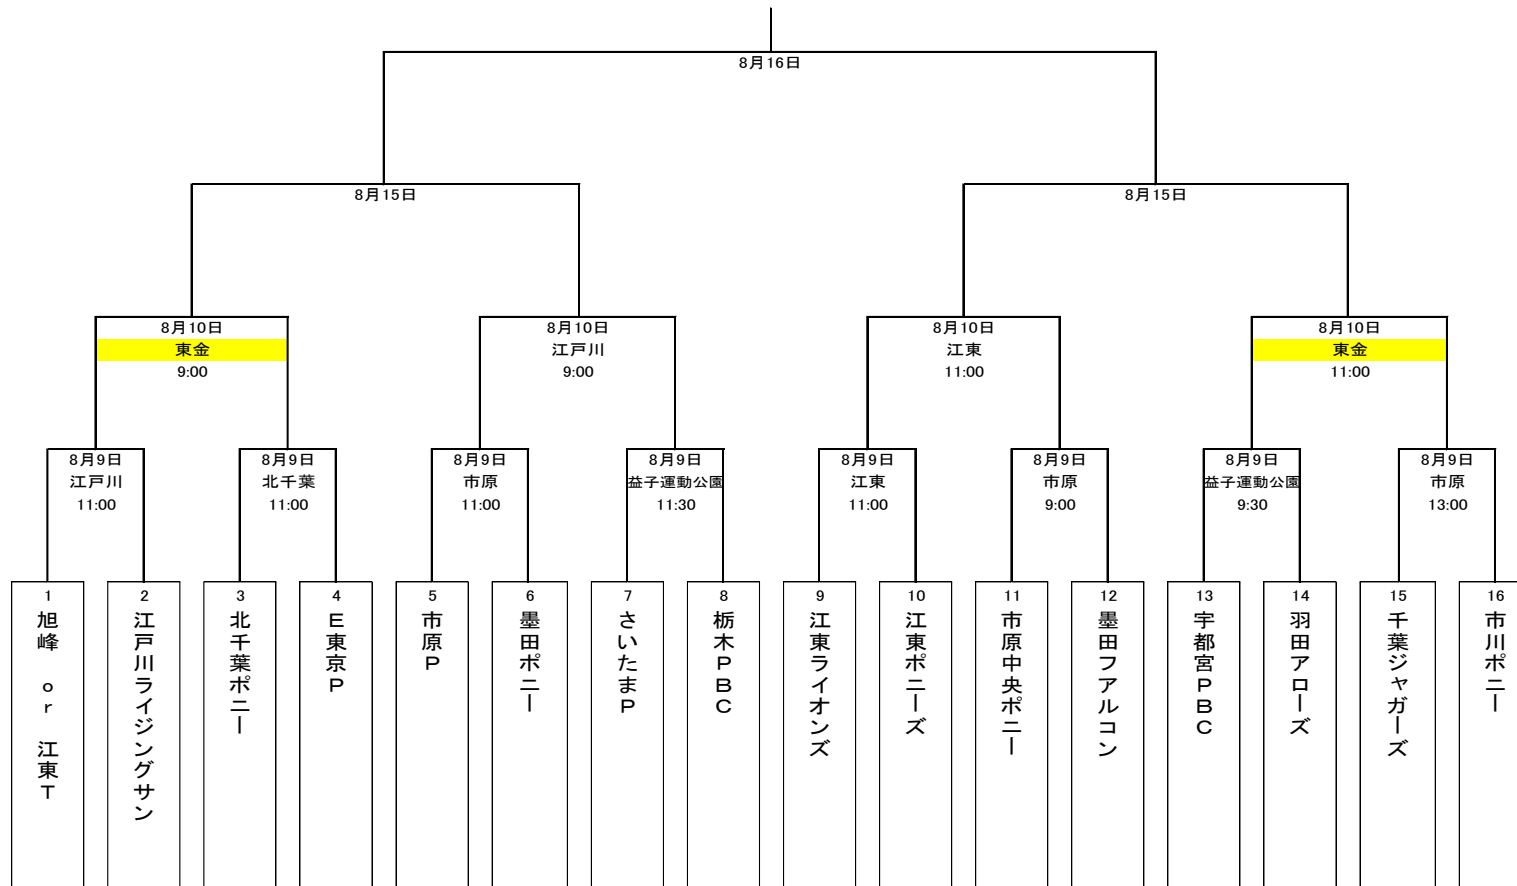 8月16日
8月15日
8月15日
8月10日
東金
9:00
8月10日
江戸川
9:00
8月10日
江東
11:00
8月10日
東金
11:00
8月9日
江戸川
11:00
8月9日
北千葉
11:00
8月9日
市原
11:00
8月9日
益子運動公園
11:30
8月9日
江東
11:00
8月9日
市原
9:00
8月9日
益子運動公園
9:30
8月9日
市原
13:00
1
旭峰 or 江東T
2
江戸川ライジングサン
3
北千葉ポニー
4
E東京P
5
市原P
6
墨田ポニー
7
さいたまP
8
栃木PBC
9
江東ライオンズ
10
江東ポニーズ
11
市原中央ポニー
12
墨田フアルコン
13
宇都宮PBC
14
羽田アローズ
15
千葉ジャガーズ
16
市川ポニー